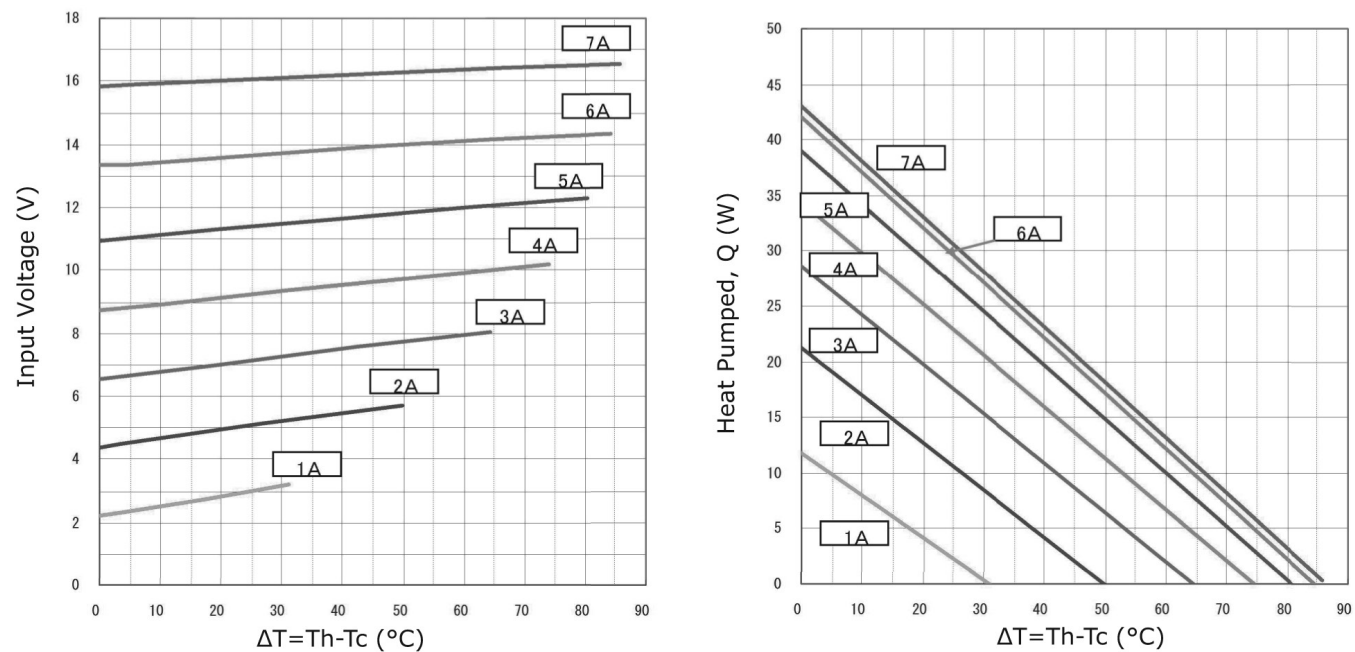 Input Voltage (V)
18
16
14
12
10
8
6
4
2
0
7A
6A
5A
4A
3A
2A
1A
0 10 20 30 40 50 60 70 80 90
ΔT=Th-Tc (°C)
Heat Pumped, Q (W)
50
45
40
35
30
25
20
15
10
5
0
7A
5A
6A
4A
3A
2A
1A
0 10 20 30 40 50 60 70 80 90
ΔT=Th-Tc (°C)